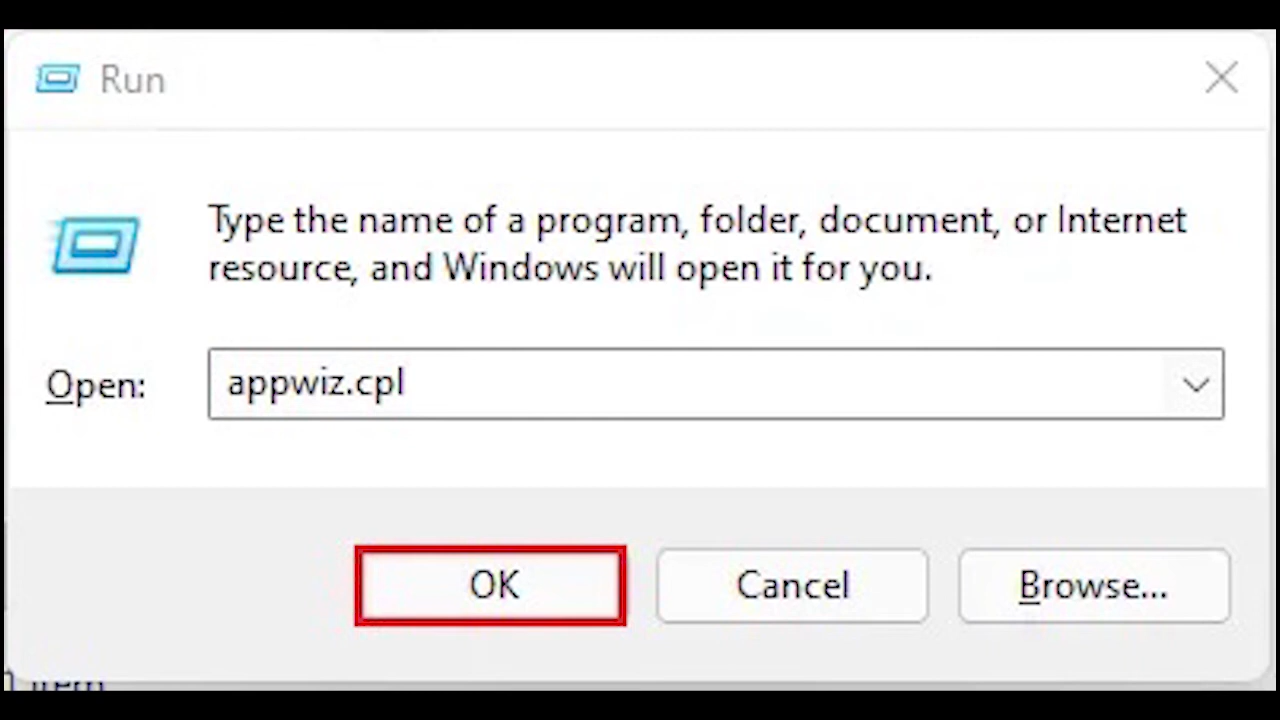 Run
Type the name of a program, folder, document, or Internet
resource, and Windows will open it for you.
Open: appwiz.cpl
OK Cancel Browse...
item